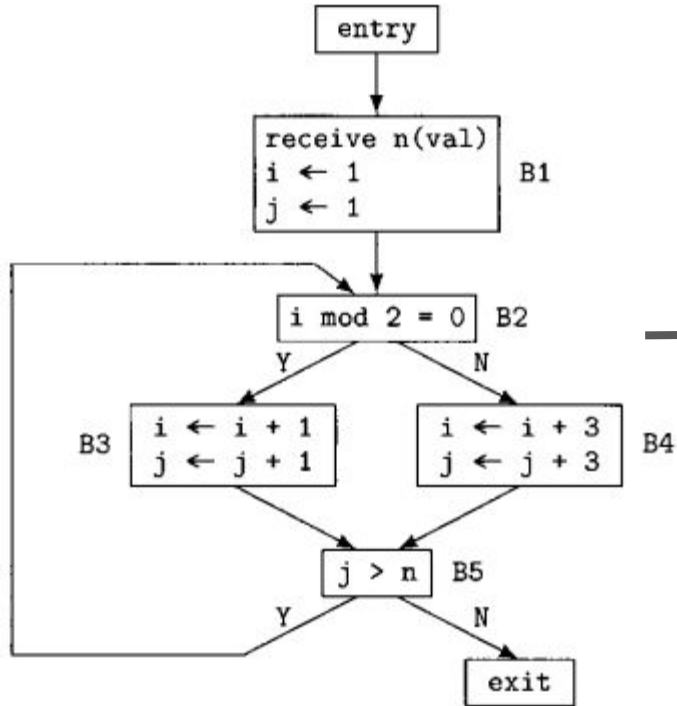 entry
receive n(val)
i ← 1
j ← 1
B1
i mod 2 = 0
B2
Y
N
B3
i ← i + 1
j ← j + 1
i ← i + 3
j ← j + 3
B4
j > n
B5
Y
N
exit